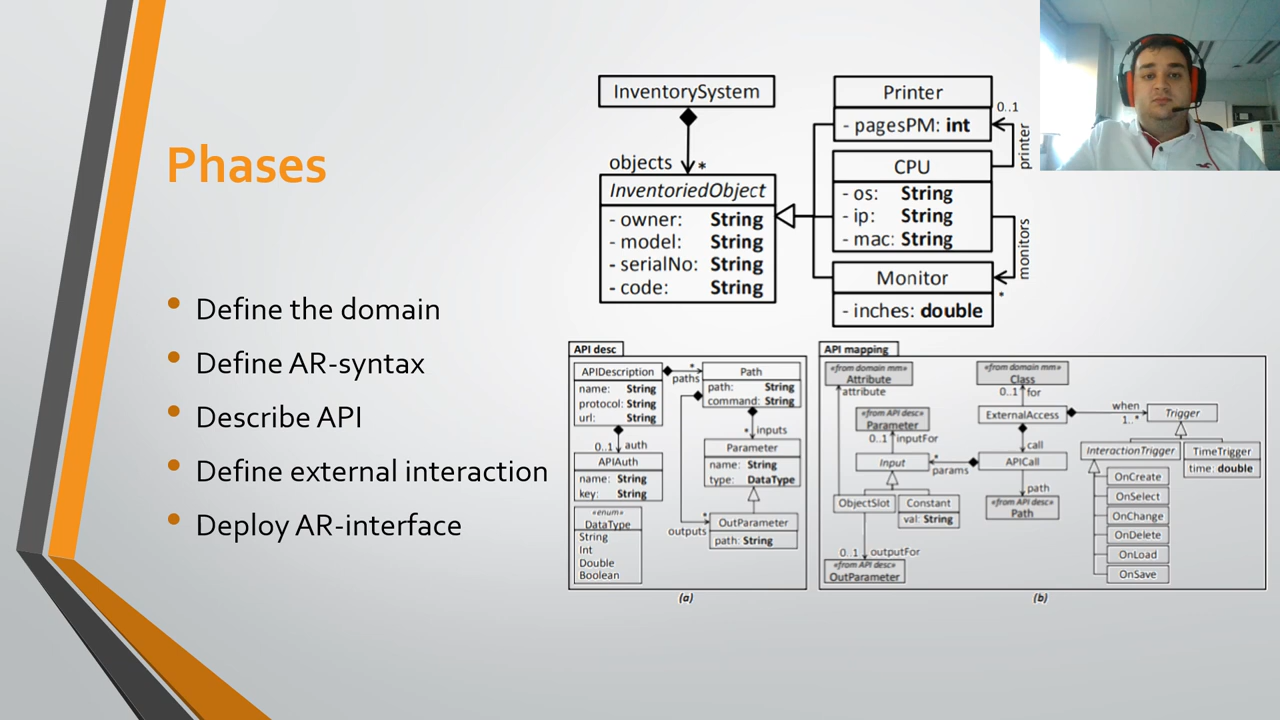 Phases
Define the domain
Define AR-syntax
Describe API
Define external interaction
Deploy AR-interface
InventorySystem
objects
*
InventoriedObject
- owner: String
- model: String
- serialNo: String
- code: String
Printer
- pagesPM: int
0..1
printer
CPU
- os: String
- ip: String
- mac: String
monitors
*
Monitor
- inches: double
API desc
APIDescription
name: String
protocol: String
url: String
*
paths
Path
path: String
command: String
0..1 auth
APIAuth
name: String
key: String
* inputs
Parameter
name: String
type: DataType
«enum»
DataType
String
Int
Double
Boolean
*
outputs
OutParameter
path: String
(a)
API mapping
«from domain mm»
Attribute
attribute
«from API desc»
Parameter
0..1 inputFor
Input
*
params
ObjectSlot
Constant
val: String
0..1 outputFor
«from API desc»
OutParameter
«from domain mm»
Class
0..1 for
ExternalAccess
call
APICall
path
«from API desc»
Path
when
1..*
Trigger
InteractionTrigger
TimeTrigger
time: double
OnCreate
OnSelect
OnChange
OnDelete
OnLoad
OnSave
(b)